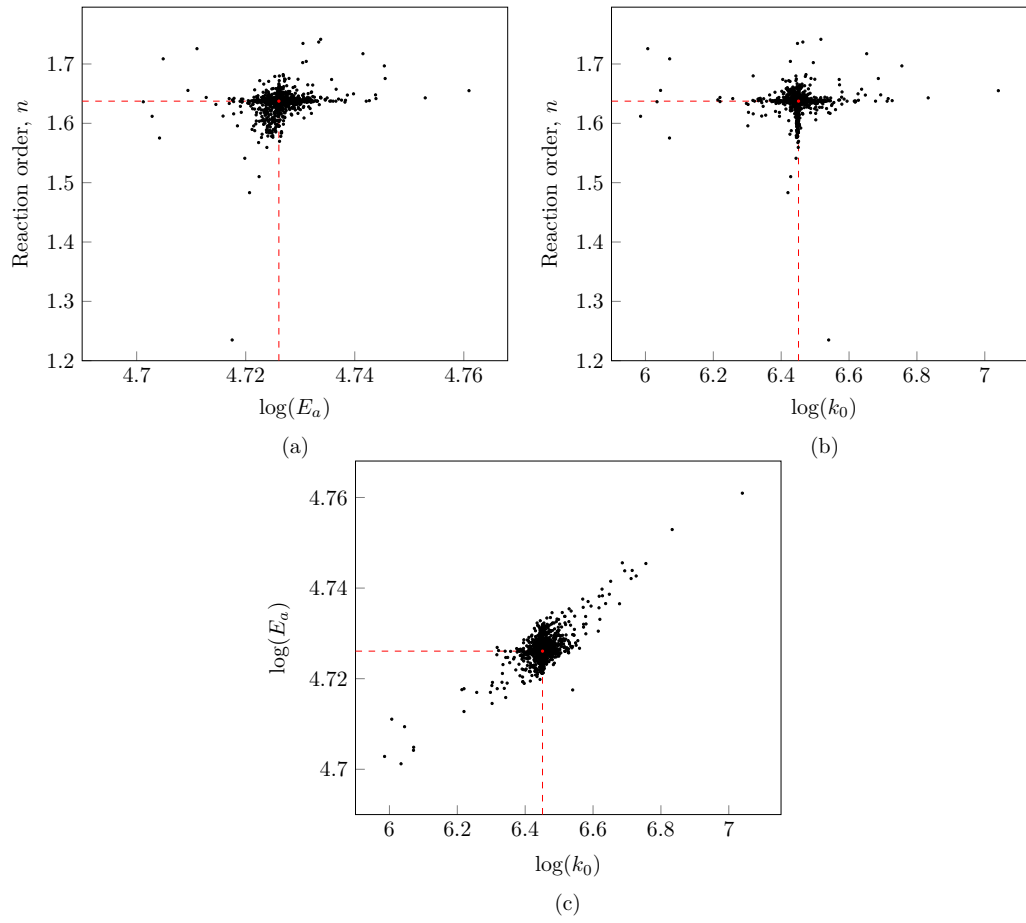 1.7
1.6
1.5
1.4
1.3
1.2
Reaction order, n
4.7 4.72 4.74 4.76
log(E_a)
(a)
1.7
1.6
1.5
1.4
1.3
1.2
Reaction order, n
6 6.2 6.4 6.6 6.8 7
log(k_0)
(b)
4.76
4.74
4.72
4.7
log(E_a)
6 6.2 6.4 6.6 6.8 7
log(k_0)
(c)